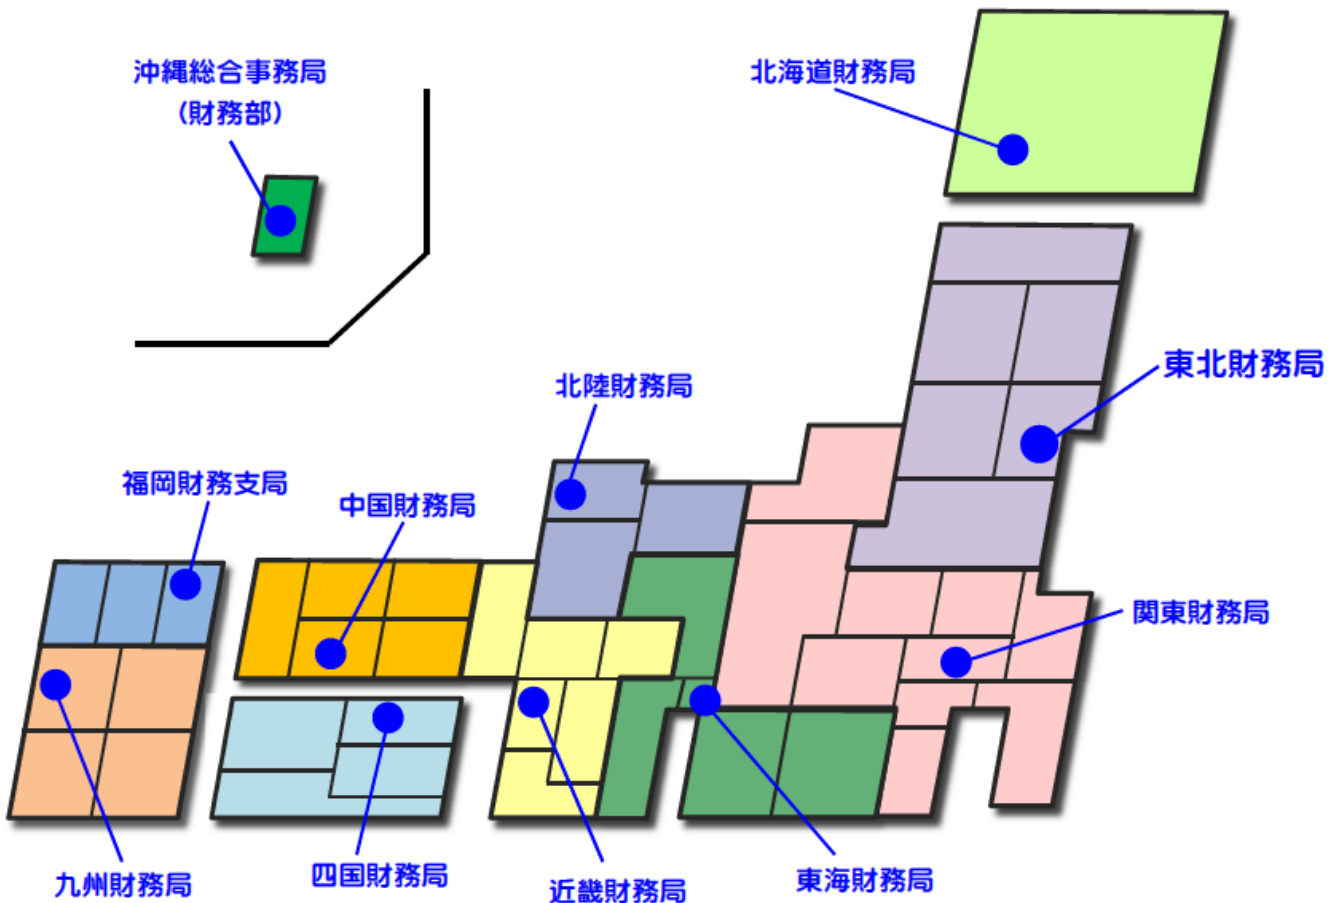 沖縄総合事務局
（財務部）
北海道財務局
東北財務局
北陸財務局
福岡財務支局
中国財務局
関東財務局
九州財務局
四国財務局
近畿財務局
東海財務局